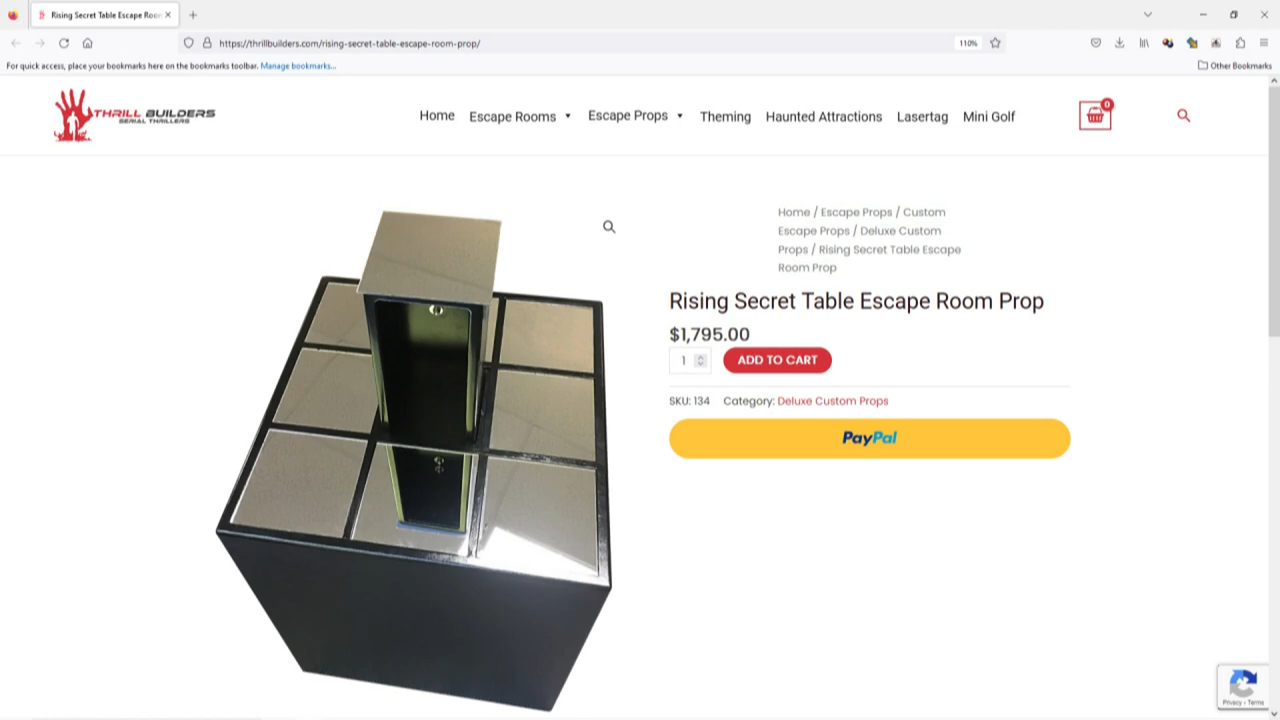 Rising Secret Table Escape Roo
https://thrillbuilders.com/rising-secret-table-escape-room-prop/
110%
For quick access, place your bookmarks here on the bookmarks toolbar. Manage bookmarks...
Other Bookmarks
THRILL BUILDERS
SERIAL THRILLERS
Home
Escape Rooms
Escape Props
Theming
Haunted Attractions
Lasertag
Mini Golf
0
Home / Escape Props / Custom
Escape Props / Deluxe Custom
Props / Rising Secret Table Escape
Room Prop
Rising Secret Table Escape Room Prop
$1,795.00
1
ADD TO CART
SKU: 134 Category: Deluxe Custom Props
PayPal
Privacy - Terms